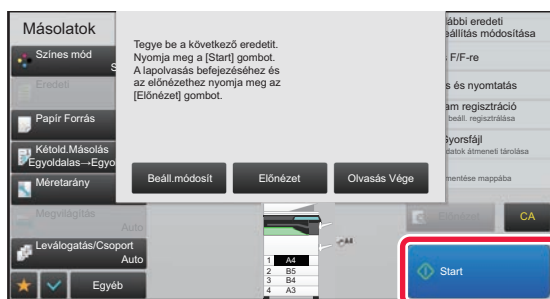 Másolatok
Színes mód
S
Eredeti
Papír Forrás
Kétold.Másolás
Egyoldalas→Egyo
Méretarány
Megvilágítás
Auto
Leválogatás/Csoport
Auto
Egyéb
Tegye be a következő eredetit.
Nyomja meg a [Start] gombot.
A lapolvasás befejezéséhez és
az előnézethez nyomja meg az
[Előnézet] gombot.
Beáll.módosít
Előnézet
Olvasás Vége
A4
1 A4
2 B5
3 B4
4 A3
ábbi eredeti
eállítás módosítása
F/F-re
s és nyomtatás
am regisztráció
beáll. regisztrálása
yorsfájl
datok átmeneti tárolása
mentése mappába
Előnézet
CA
Start